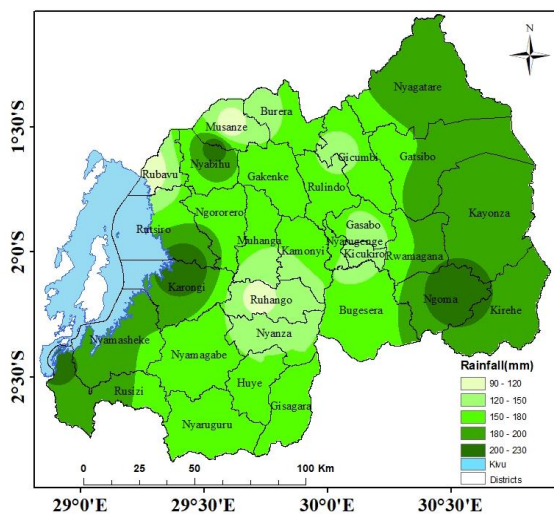 N
Nyagatare
Burera
Musanze
1°30'S
Gicumbi
Nyabihu
Gatsibo
Rubavu
Gakenke
Rulindo
Ngororero
Kayonza
Rutsiro
Gasabo
Muhanga
Nyarugenge
2°0'S
Kamonyi
Kicukiro
Rwamagana
Karongi
Ruhango
Ngoma
Kirehe
Bugesera
Nyamasheke
Nyanza
Nyamagabe
2°30'S
Huye
Rusizi
Gisagara
Nyaruguru
Rainfall(mm)
90 - 120
120 - 150
150 - 180
180 - 200
200 - 230
Kivu
Districts
0 25 50 100 Km
29°0'E 29°30'E 30°0'E 30°30'E